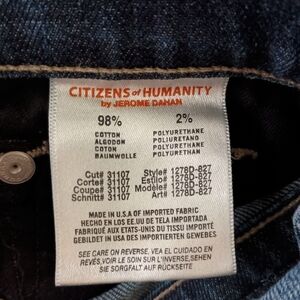 CITIZENS of HUMANITY
by JEROME DAHAN
98% 2%
COTTON POLYURETHANE
ALGODON POLIURETANO
COTON POLYURETHANE
BAUMWOLLE POLYURETHAN
Cut# 31107 Style# 1278D-827
Corte# 31107 Estilo# 1278D-827
Coupe# 31107 Modèle# 1278D-827
Schnitt# 31107 Art# 1278D-827
MADE IN U.S.A OF IMPORTED FABRIC
HECHO EN LOS EE.UU DE TELA IMPORTADA
FABRIQUÉ AUX ETATS-UNIS DU TISSU IMPORTÉ
GEBILDET IN USA DES IMPORTIERTEN GEWEBES
SEE CARE ON REVERSE, VEA EL CUIDADO EN
REVES, VOIR LE SOIN SUR L'INVERSE, SEHEN
SIE SORGFALT AUF RÜCKSEITE